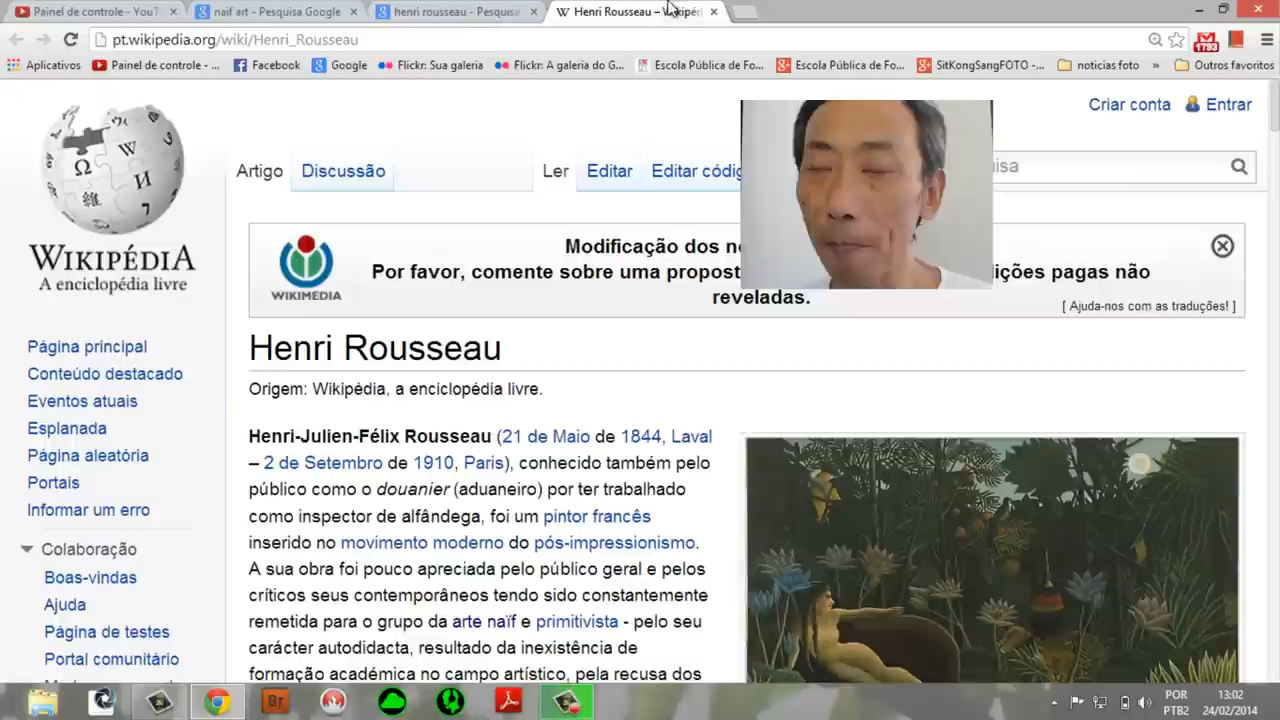 Painel de controle - YouT
naif art - Pesquisa Google
henri rousseau - Pesquisa
Henri Rousseau – Wikipéd
pt.wikipedia.org/wiki/Henri_Rousseau
1793
Aplicativos
Painel de controle - ...
Facebook
Google
Flickr: Sua galeria
Flickr: A galeria do G...
Escola Pública de Fo...
Escola Pública de Fo...
SitKongSangFOTO -...
noticias foto
»
Outros favoritos
Criar conta
Entrar
Artigo
Discussão
Ler
Editar
Editar códig
isa
WIKIPÉDIA
A enciclopédia livre
WIKIMEDIA
Modificação dos
Por favor, comente sobre uma propost
ições pagas não
reveladas.
[ Ajuda-nos com as traduções! ]
Página principal
Conteúdo destacado
Eventos atuais
Esplanada
Página aleatória
Portais
Informar um erro
Colaboração
Boas-vindas
Ajuda
Página de testes
Portal comunitário
Henri Rousseau
Origem: Wikipédia, a enciclopédia livre.
Henri-Julien-Félix Rousseau (21 de Maio de 1844, Laval
– 2 de Setembro de 1910, Paris), conhecido também pelo
público como o douanier (aduaneiro) por ter trabalhado
como inspector de alfândega, foi um pintor francês
inserido no movimento moderno do pós-impressionismo.
A sua obra foi pouco apreciada pelo público geral e pelos
críticos seus contemporâneos tendo sido constantemente
remetida para o grupo da arte naïf e primitivista - pelo seu
carácter autodidacta, resultado da inexistência de
formação académica no campo artístico, pela recusa dos
Br
POR
PTB2
13:02
24/02/2014